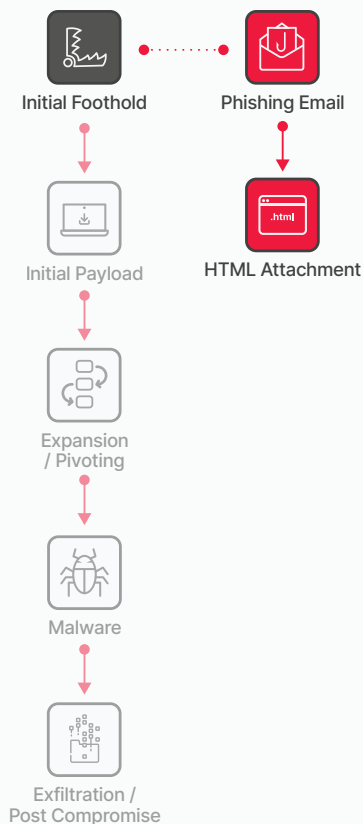 Initial Foothold
Phishing Email
.html
Initial Payload
HTML Attachment
Expansion
/ Pivoting
Malware
Exfiltration /
Post Compromise